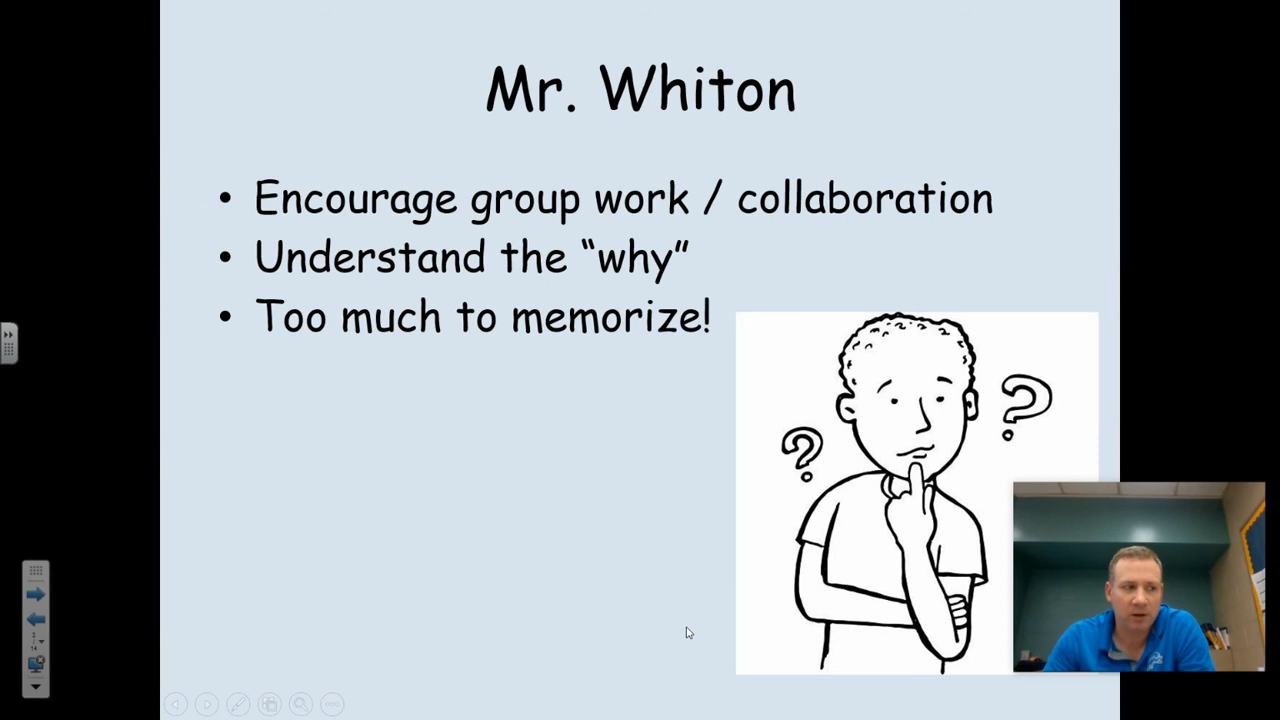 Mr. Whiton
• Encourage group work / collaboration
• Understand the “why”
• Too much to memorize!
? ?